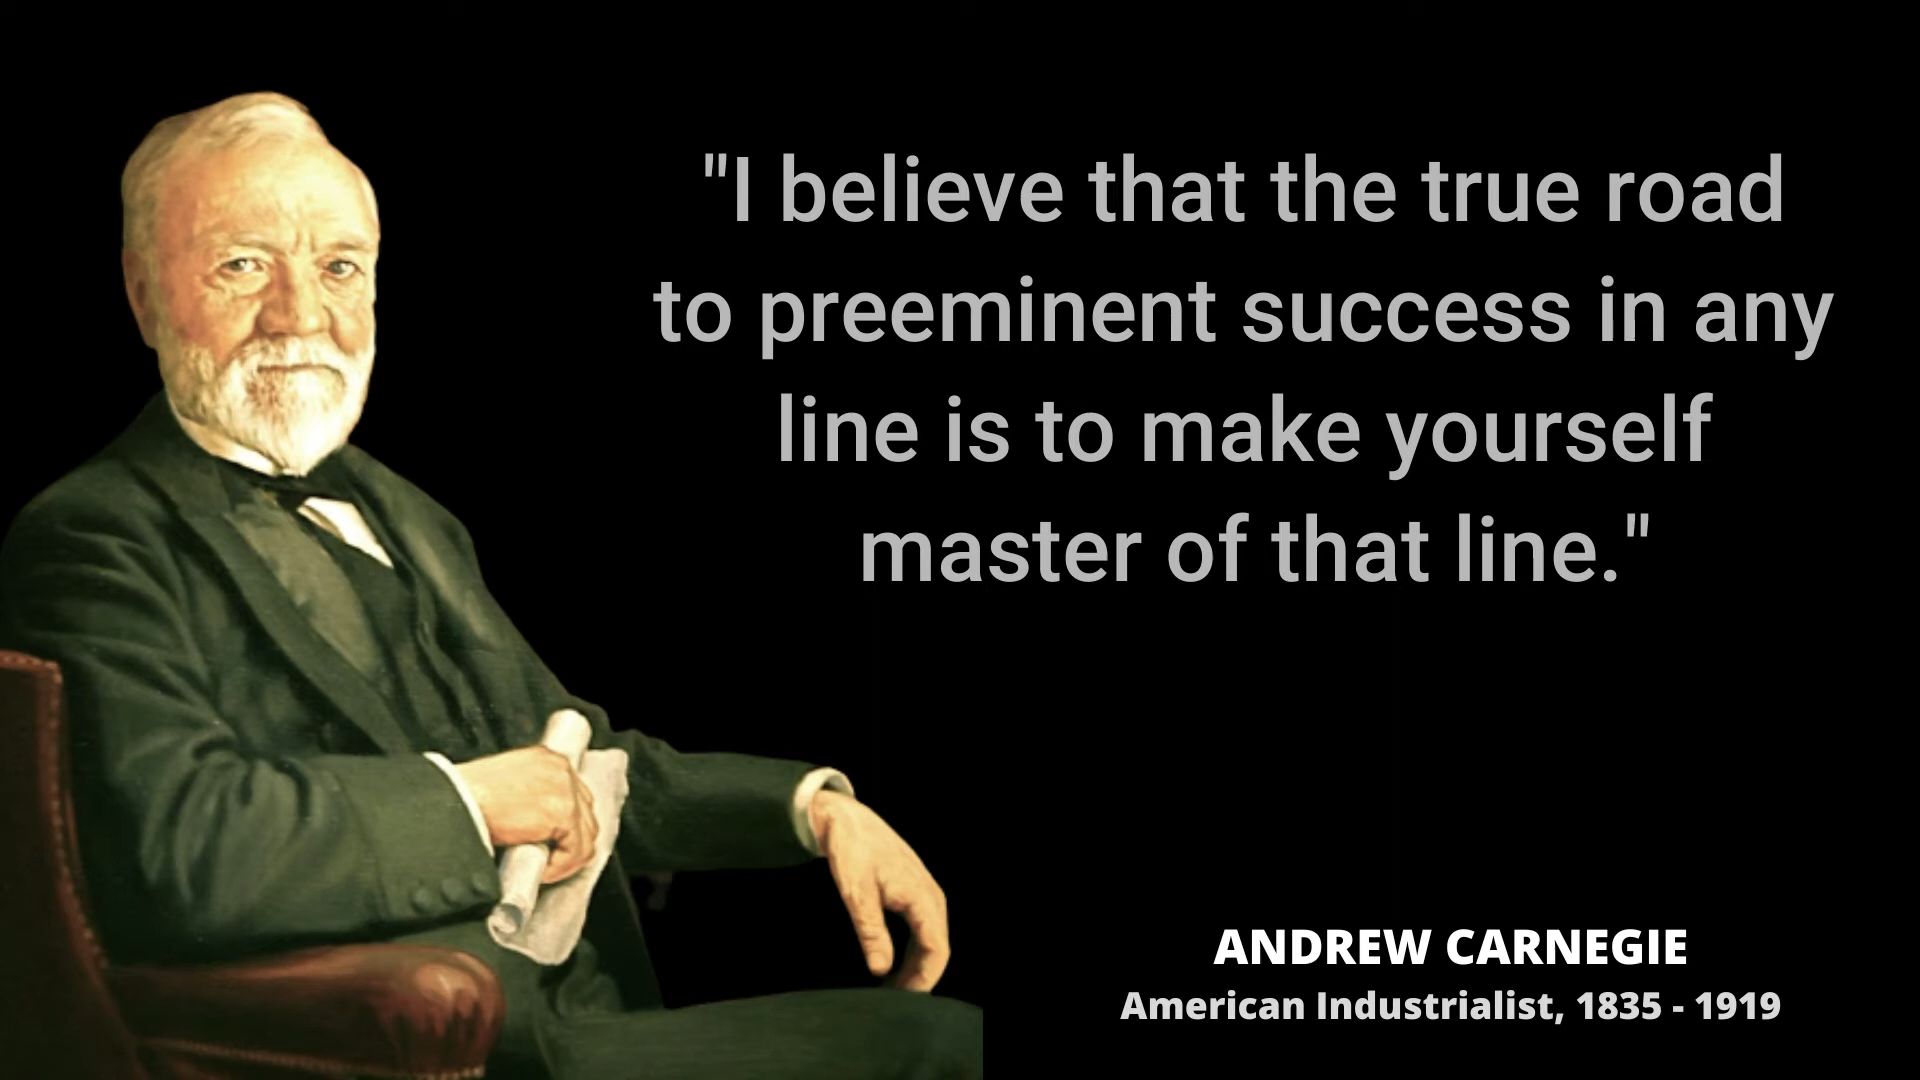 "I believe that the true road
to preeminent success in any
line is to make yourself
master of that line."
ANDREW CARNEGIE
American Industrialist, 1835 - 1919